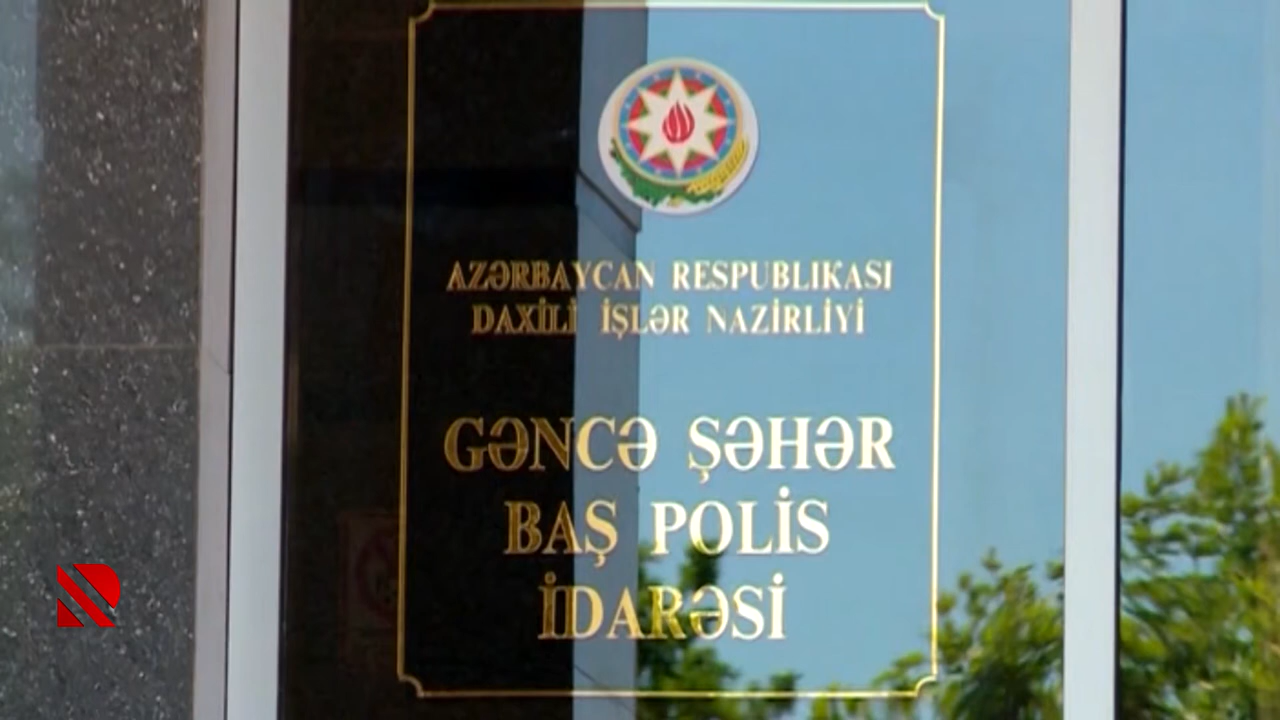 AZƏRBAYCAN RESPUBLIKASI
DAXİLİ İŞLƏR NAZİRLİYİ
GƏNCƏ ŞƏHƏR
BAŞ POLİS
İDARƏSİ